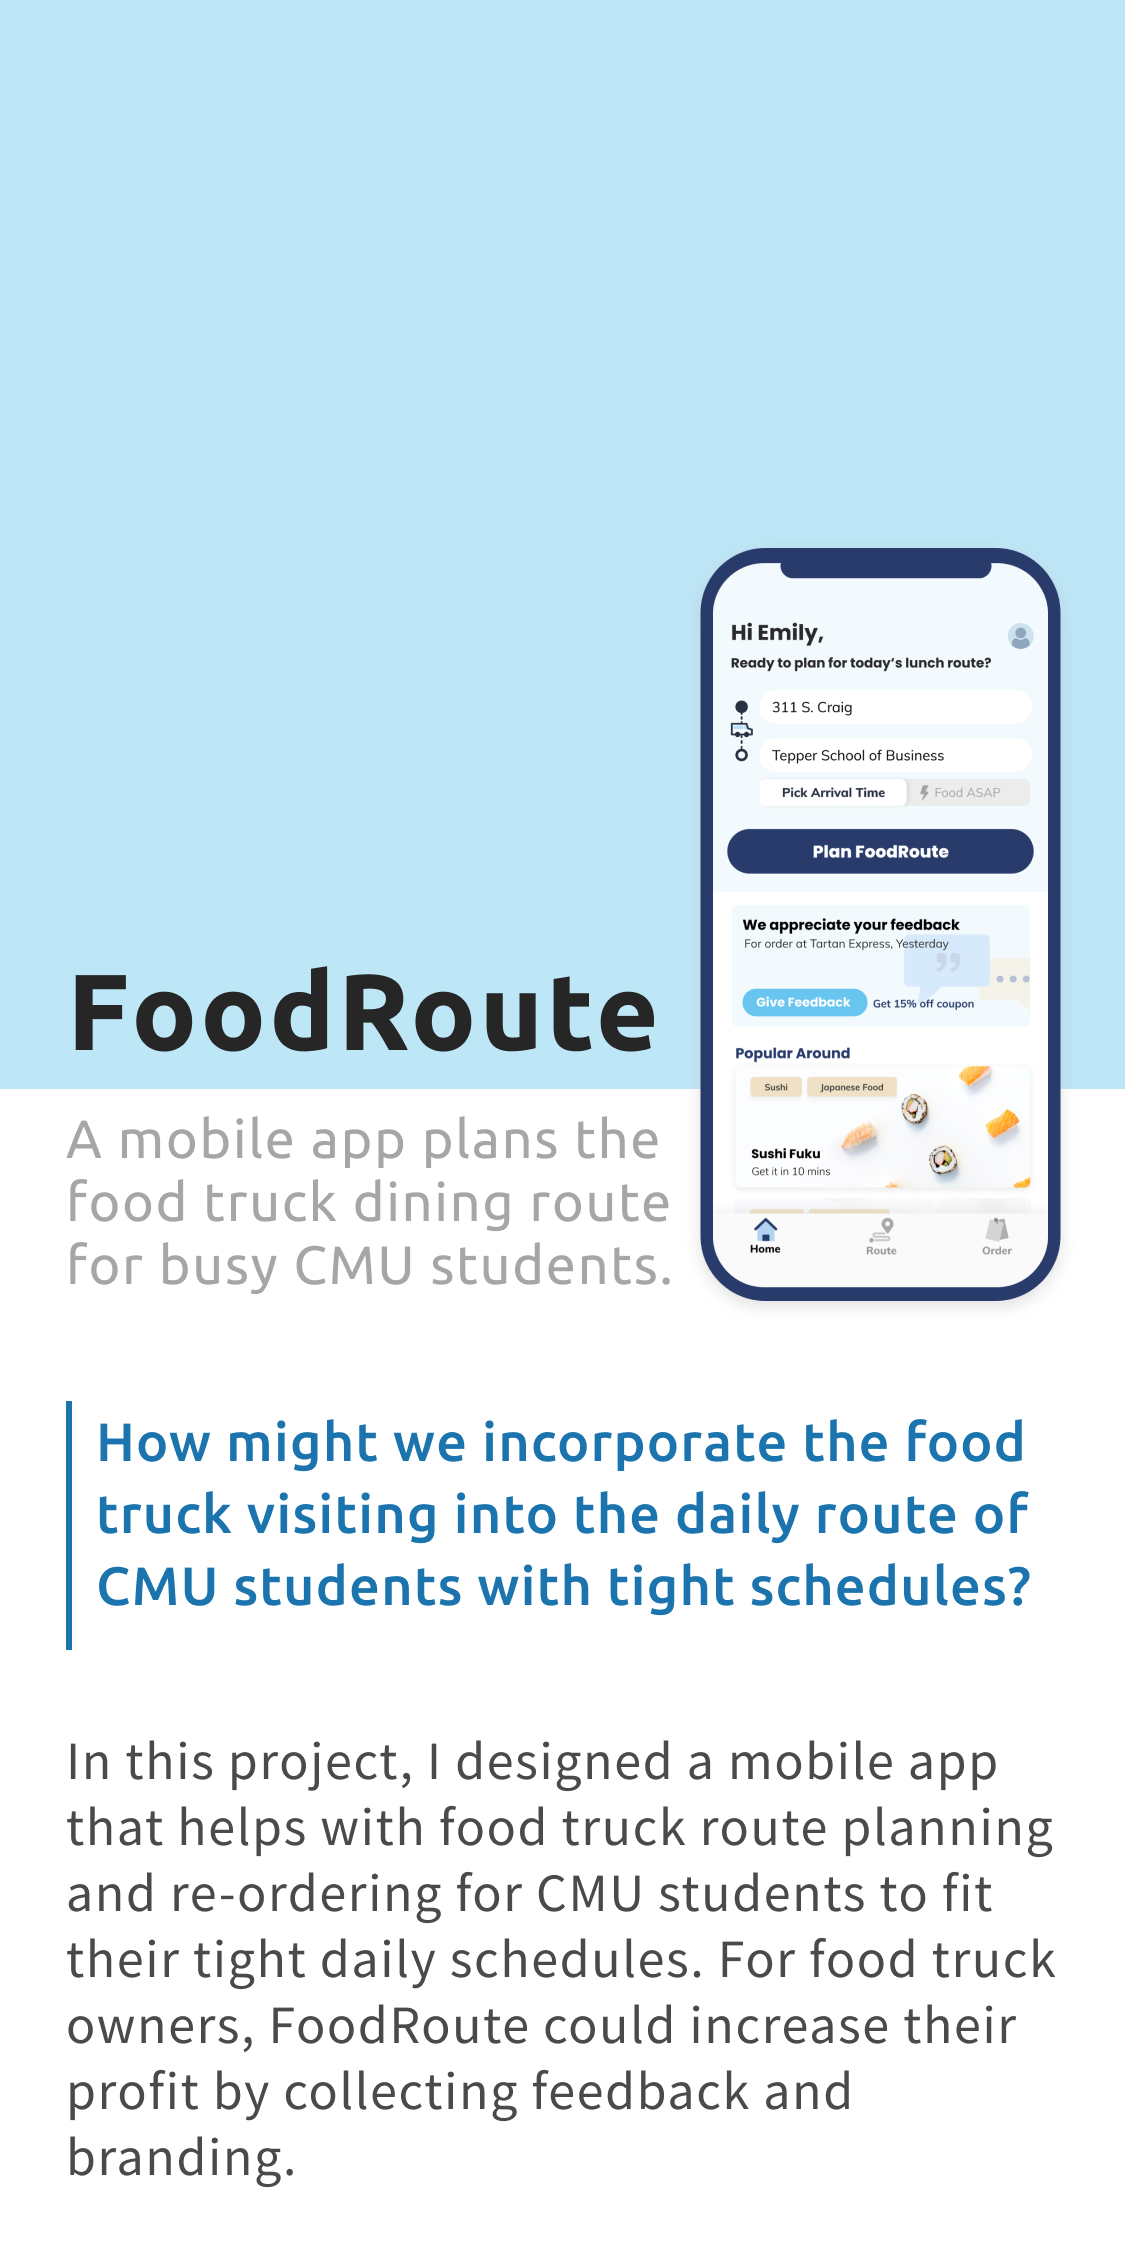 FoodRoute
A mobile app plans the
food truck dining route
for busy CMU students.
Hi Emily,
Ready to plan for today's lunch route?
311 S. Craig
Tepper School of Business
Pick Arrival Time
Food ASAP
Plan FoodRoute
We appreciate your feedback
For order at Tartan Express, Yesterday
Give Feedback
Get 15% off coupon
Popular Around
Sushi
Japanese Food
Sushi Fuku
Get it in 10 mins
Home
Route
Order
How might we incorporate the food
truck visiting into the daily route of
CMU students with tight schedules?
In this project, I designed a mobile app
that helps with food truck route planning
and re-ordering for CMU students to fit
their tight daily schedules. For food truck
owners, FoodRoute could increase their
profit by collecting feedback and
branding.